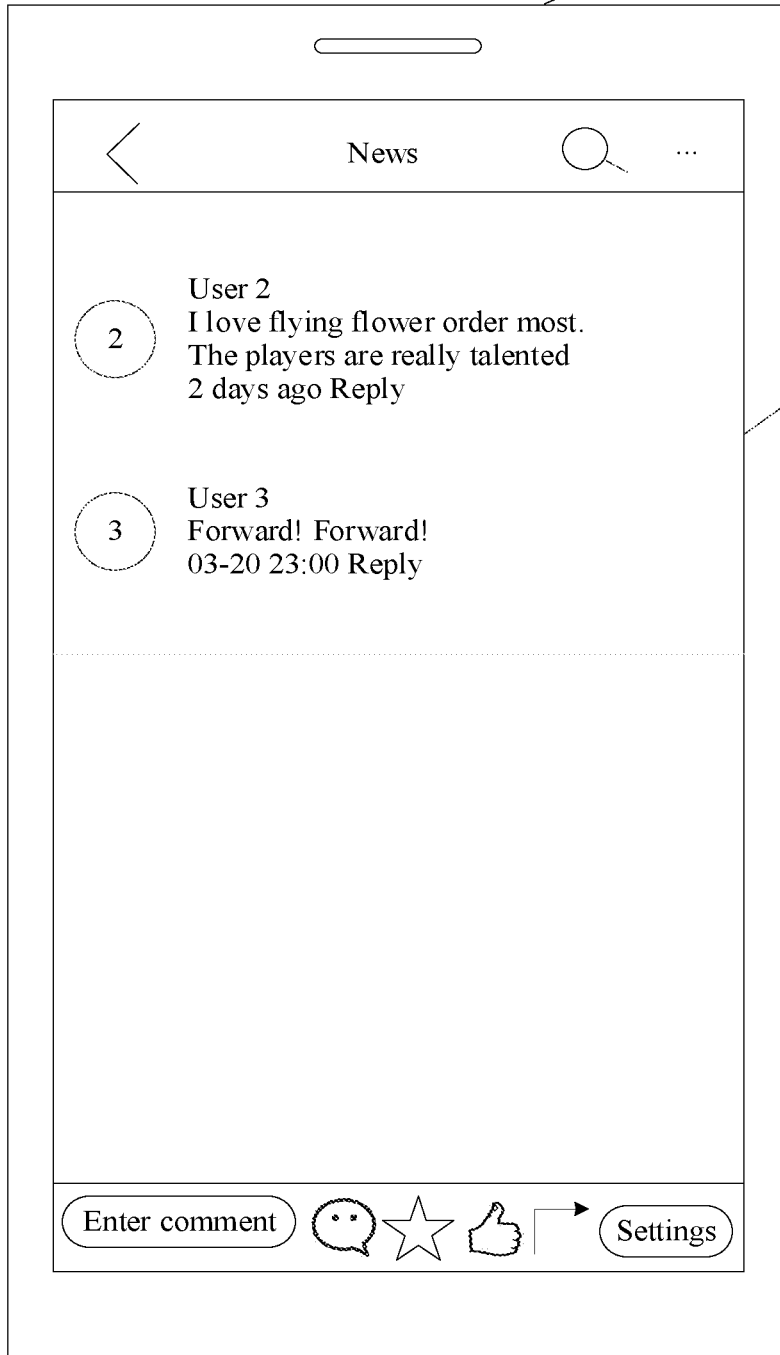 News ...
User 2
2
I love flying flower order most.
The players are really talented
2 days ago Reply
User 3
3
Forward! Forward!
03-20 23:00 Reply
Enter comment
Settings